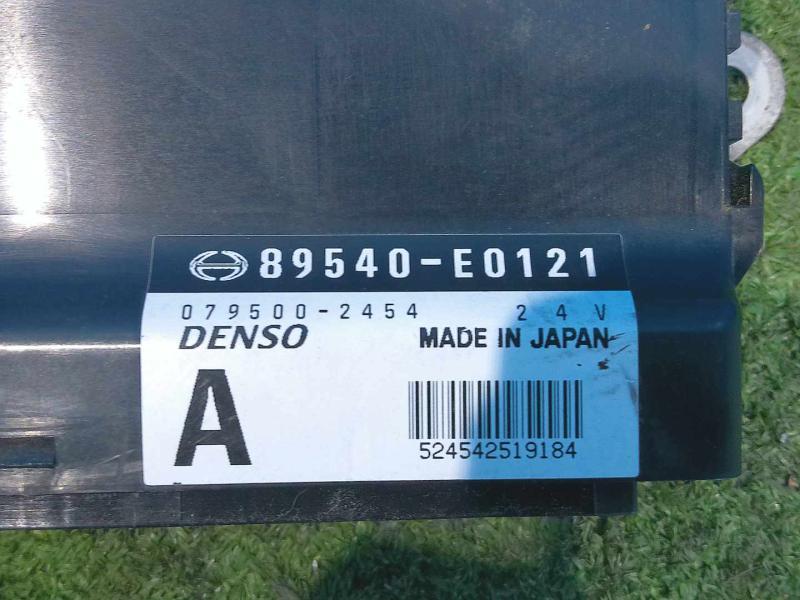 89540-E0121
079500-2454 24V
DENSO MADE IN JAPAN
A
524542519184